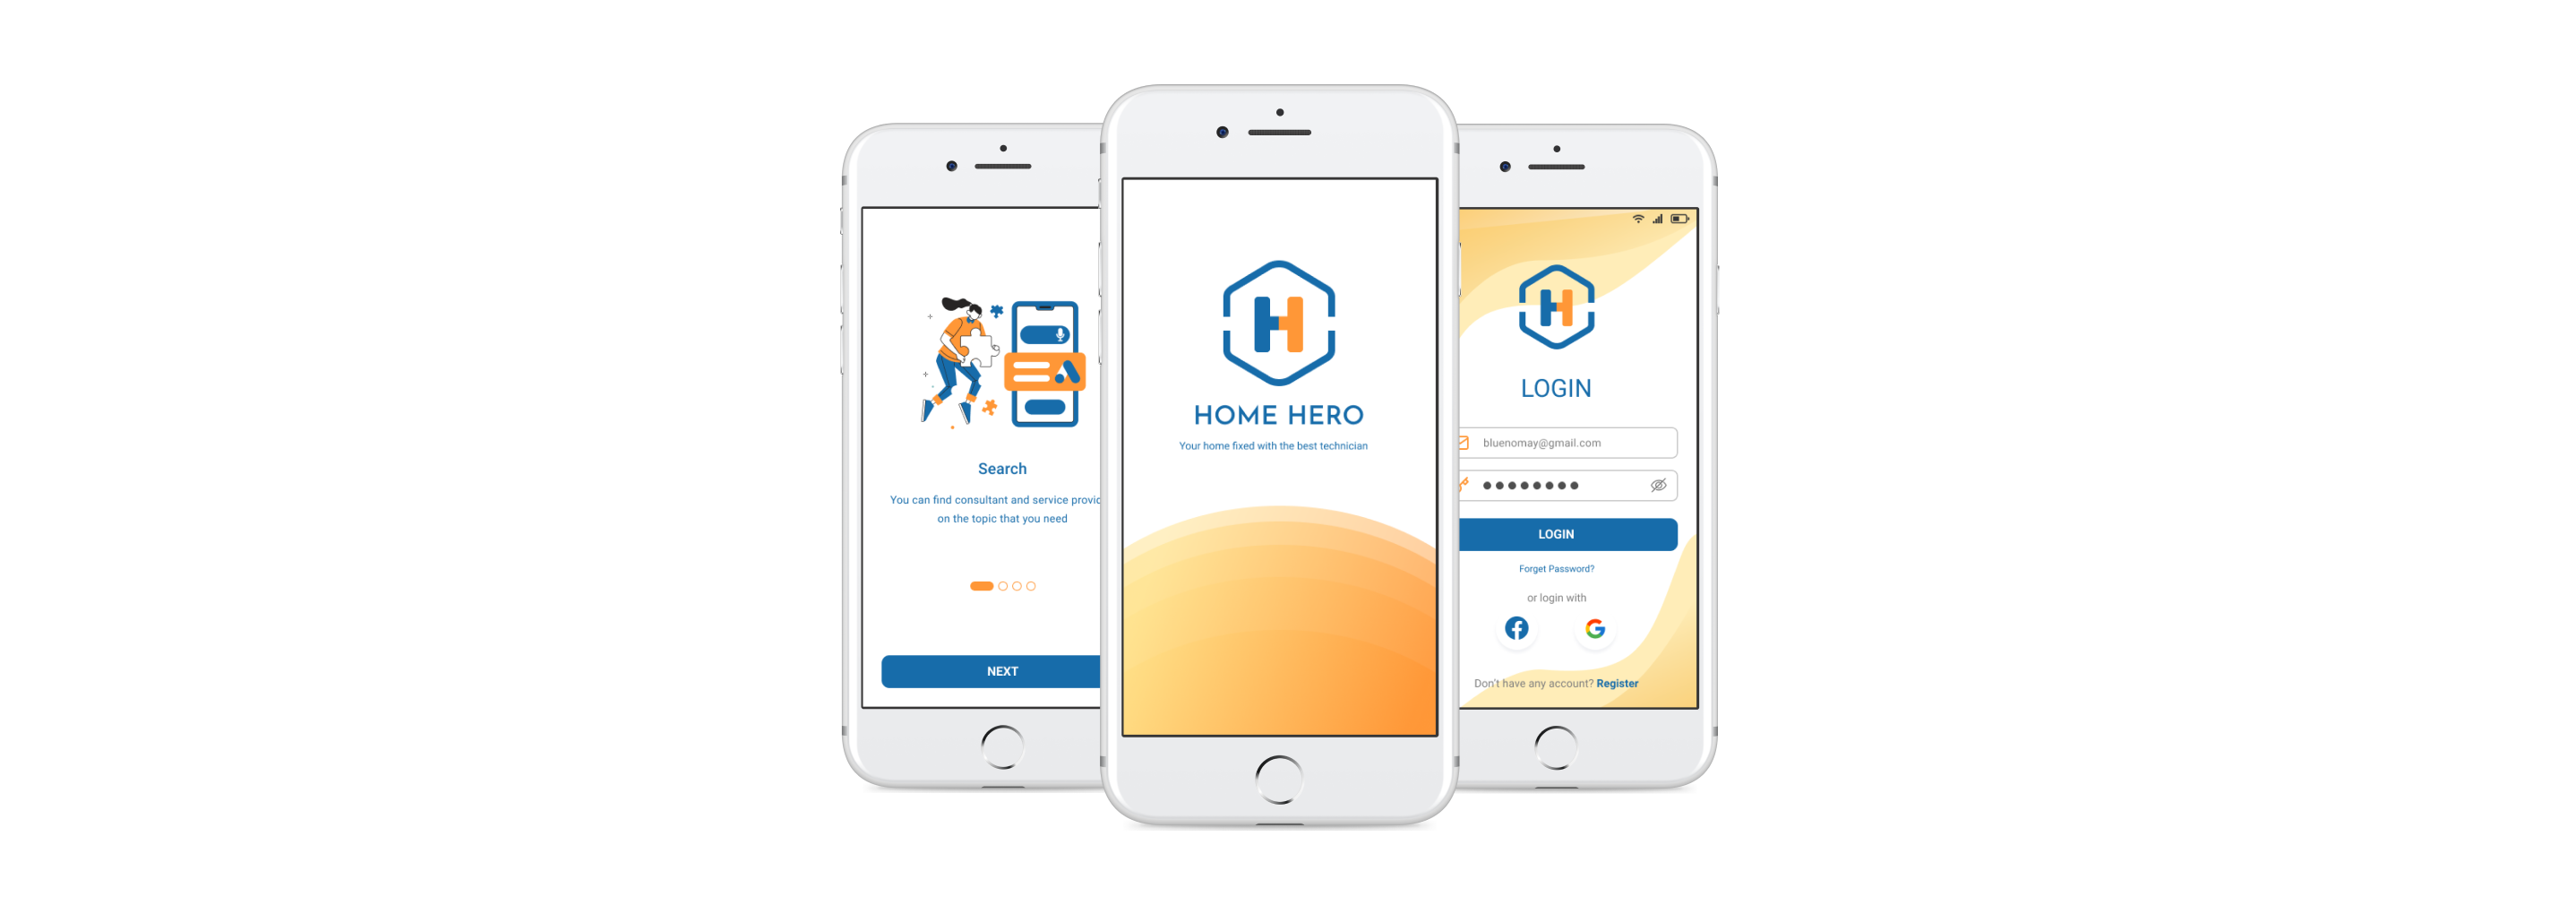 Search
You can find consultant and service
on the topic that you need
NEXT
H
HOME HERO
Your home fixed with the best technician
H
LOGIN
bluenomay@gmail.com
LOGIN
Forget Password?
or login with
Don't have any account? Register